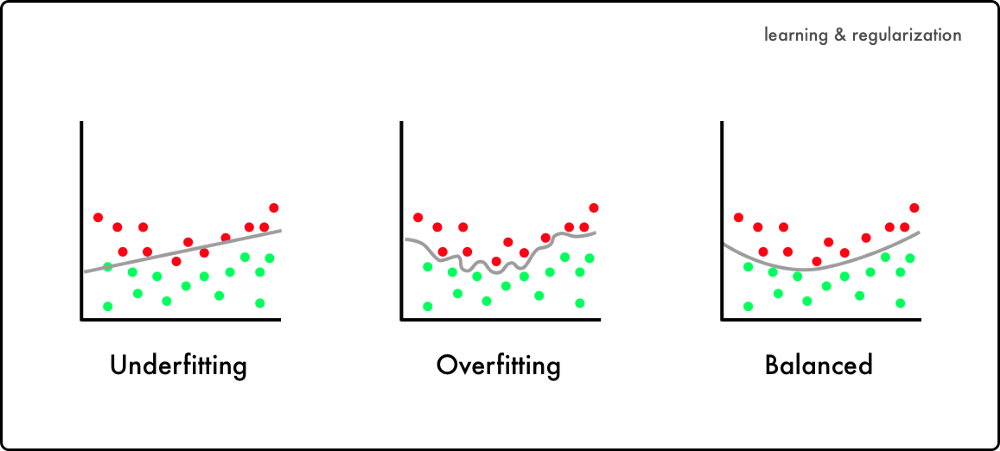 learning & regularization
Underfitting
Overfitting
Balanced